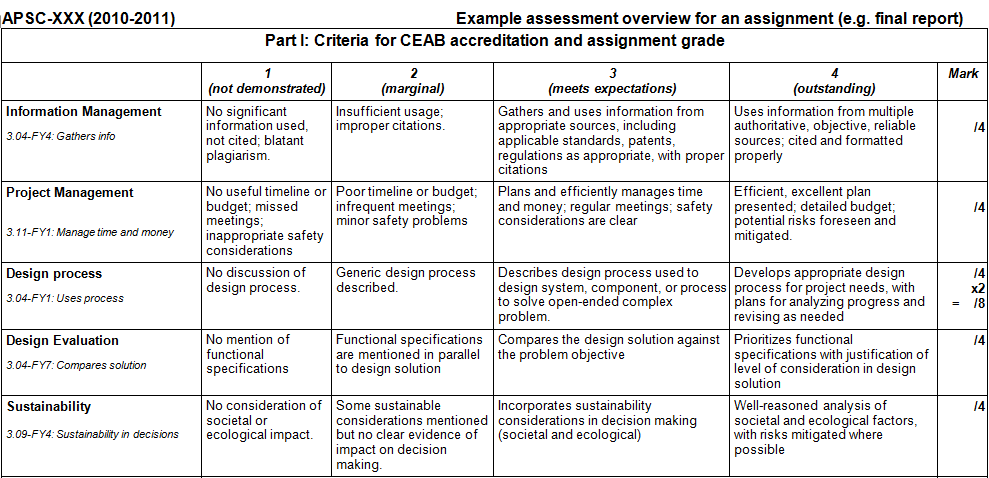 APSC-XXX (2010-2011) Example assessment overview for an assignment (e.g. final report)
Part I: Criteria for CEAB accreditation and assignment grade
1
(not demonstrated)
2
(marginal)
3
(meets expectations)
4
(outstanding)
Mark
Information Management
3.04-FY4: Gathers info
No significant
information used,
not cited; blatant
plagiarism.
Insufficient usage;
improper citations.
Gathers and uses information from
appropriate sources, including
applicable standards, patents,
regulations as appropriate, with proper
citations
Uses information from multiple
authoritative, objective, reliable
sources; cited and formatted
properly
/4
Project Management
3.11-FY1: Manage time and money
No useful timeline or
budget; missed
meetings;
inappropriate safety
considerations
Poor timeline or budget;
infrequent meetings;
minor safety problems
Plans and efficiently manages time
and money; regular meetings; safety
considerations are clear
Efficient, excellent plan
presented; detailed budget;
potential risks foreseen and
mitigated.
/4
Design process
3.04-FY1: Uses process
No discussion of
design process.
Generic design process
described.
Describes design process used to
design system, component, or process
to solve open-ended complex
problem.
Develops appropriate design
process for project needs, with
plans for analyzing progress and
revising as needed
/4
x2
= /8
Design Evaluation
3.04-FY7: Compares solution
No mention of
functional
specifications
Functional specifications
are mentioned in parallel
to design solution
Compares the design solution against
the problem objective
Prioritizes functional
specifications with justification of
level of consideration in design
solution
/4
Sustainability
3.09-FY4: Sustainability in decisions
No consideration of
societal or
ecological impact.
Some sustainable
considerations mentioned
but no clear evidence of
impact on decision
making.
Incorporates sustainability
considerations in decision making
(societal and ecological)
Well-reasoned analysis of
societal and ecological factors,
with risks mitigated where
possible
/4